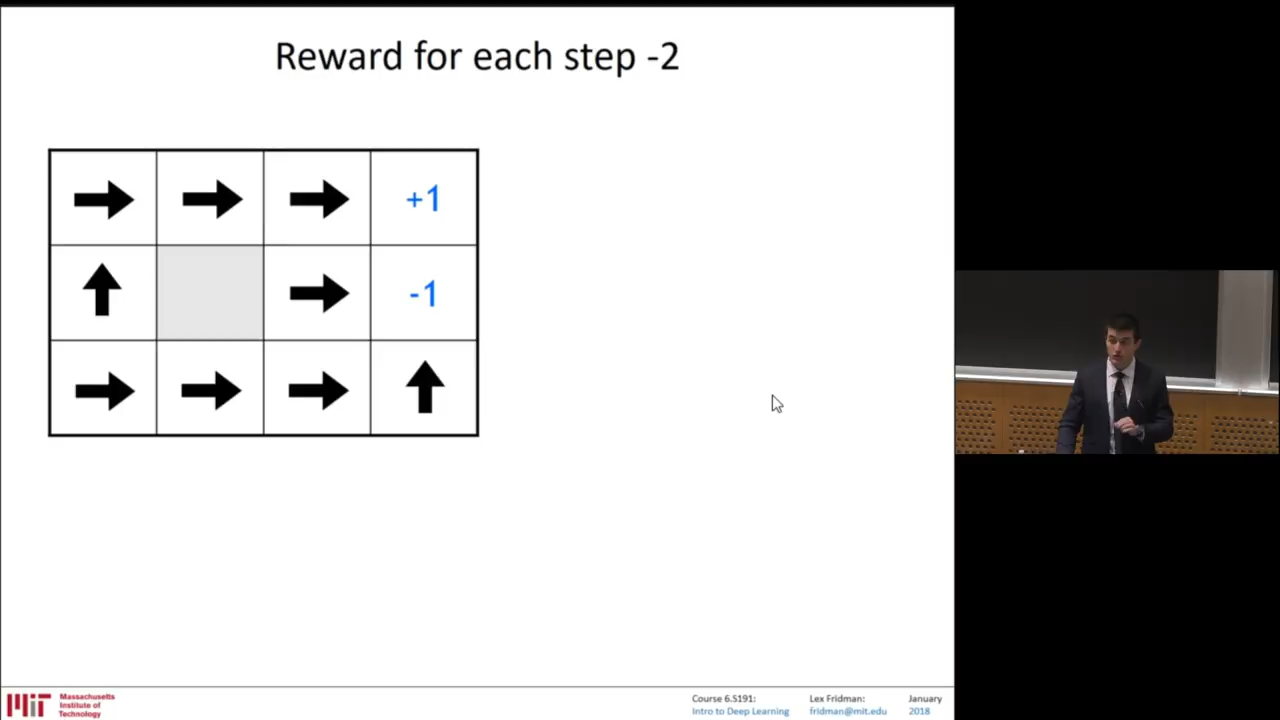 Reward for each step -2
+1
-1
MIT
Massachusetts
Institute of
Technology
Course 6.S191:
Intro to Deep Learning
Lex Fridman:
fridman@mit.edu
January
2018